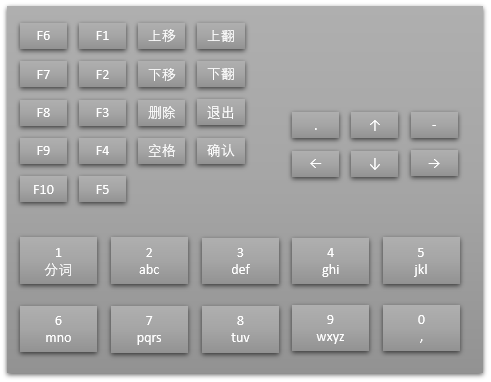 F6 F1 上移 上翻
F7 F2 下移 下翻
F8 F3 删除 退出
F9 F4 空格 确认
F10 F5
. ↑ -
← ↓ →
1 2 3 4 5
分词 abc def ghi jkl
6 7 8 9 0
mno pqrs tuv wxyz ,